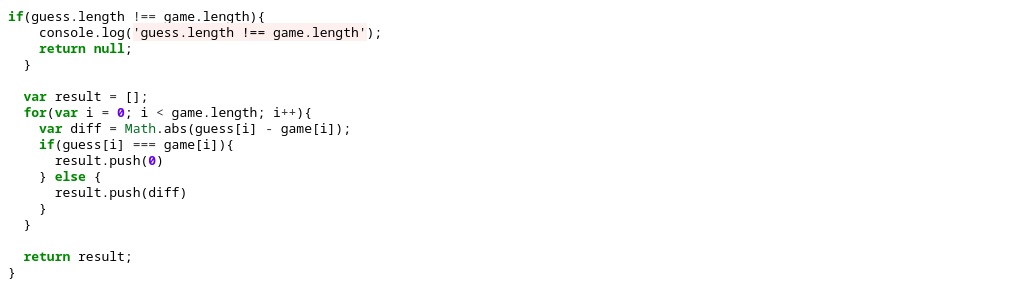 if(guess.length !== game.length){
    console.log('guess.length !== game.length');
    return null;
  }

  var result = [];
  for(var i = 0; i < game.length; i++){
    var diff = Math.abs(guess[i] - game[i]);
    if(guess[i] === game[i]){
      result.push(0)
    } else {
      result.push(diff)
    }
  }

  return result;
}